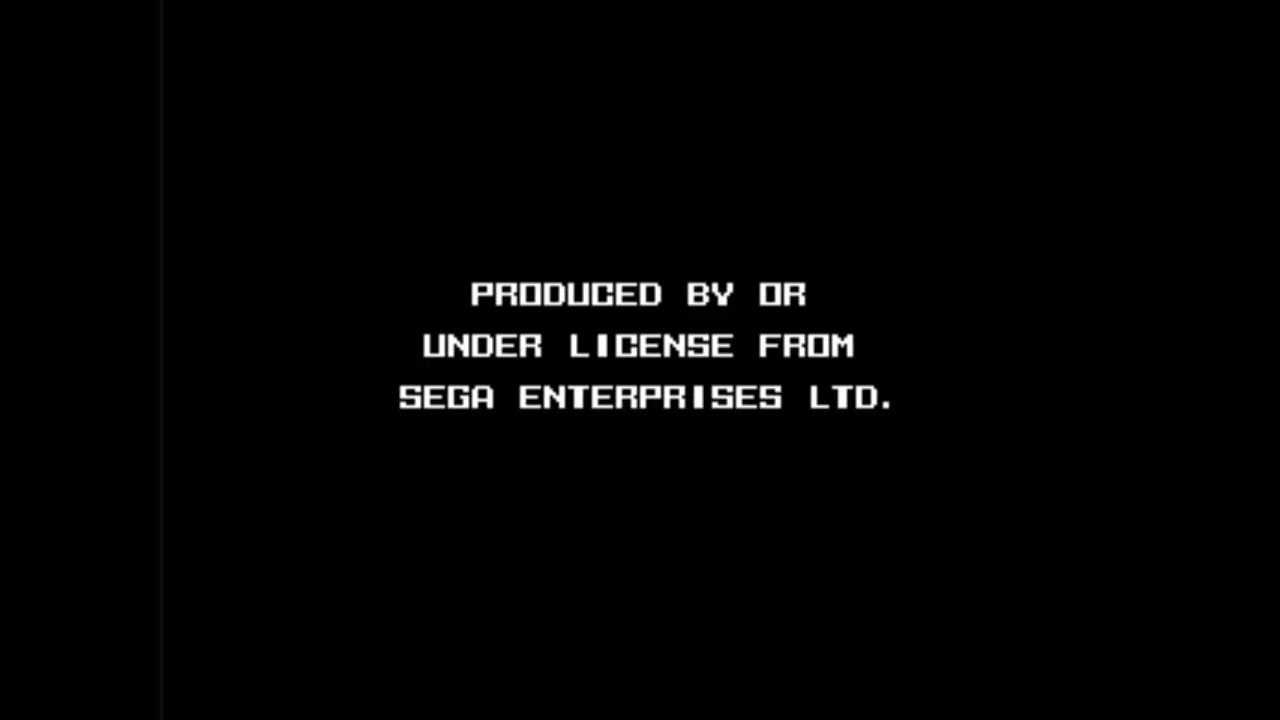 PRODUCED BY OR
UNDER LICENSE FROM
SEGA ENTERPRISES LTD.